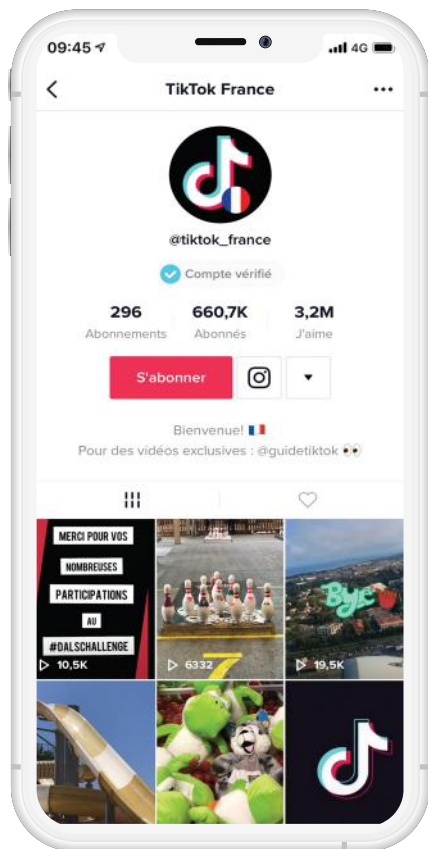 09:45
4G
TikTok France
@tiktok_france
Compte vérifié
296 660,7K 3,2M
Abonnements Abonnés J'aime
S'abonner
Bienvenue! 🇫🇷
Pour des vidéos exclusives : @guidetiktok 👀
MERCI POUR VOS
NOMBREUSES
PARTICIPATIONS
AU
#DALSCHALLENGE
10,5K
7
6332
Bye
19,5K